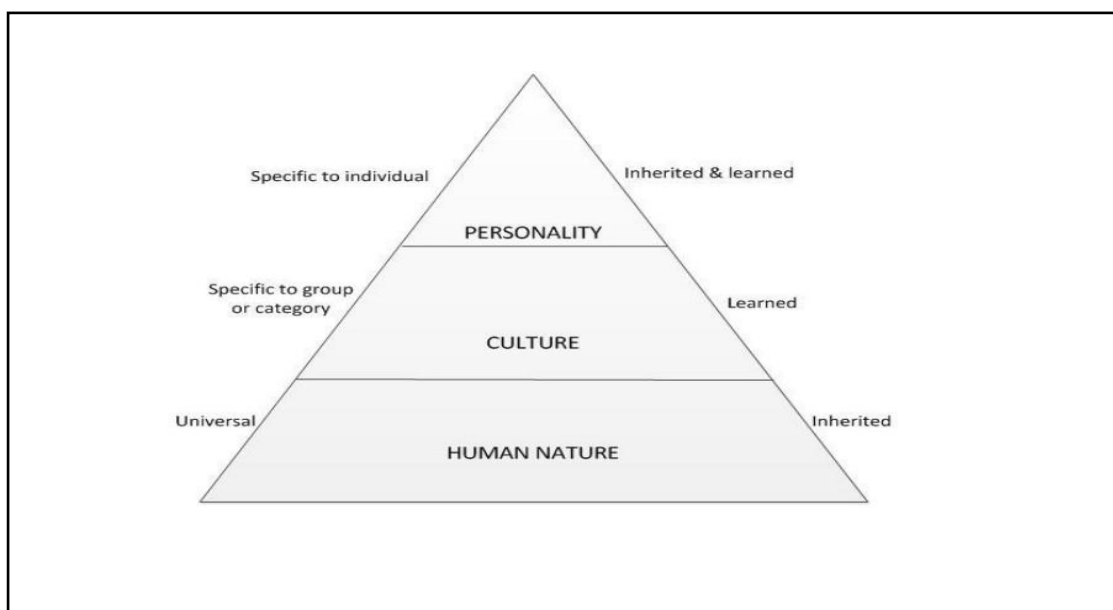 Specific to individual
Inherited & learned
PERSONALITY
Specific to group
or category
Learned
CULTURE
Universal
Inherited
HUMAN NATURE